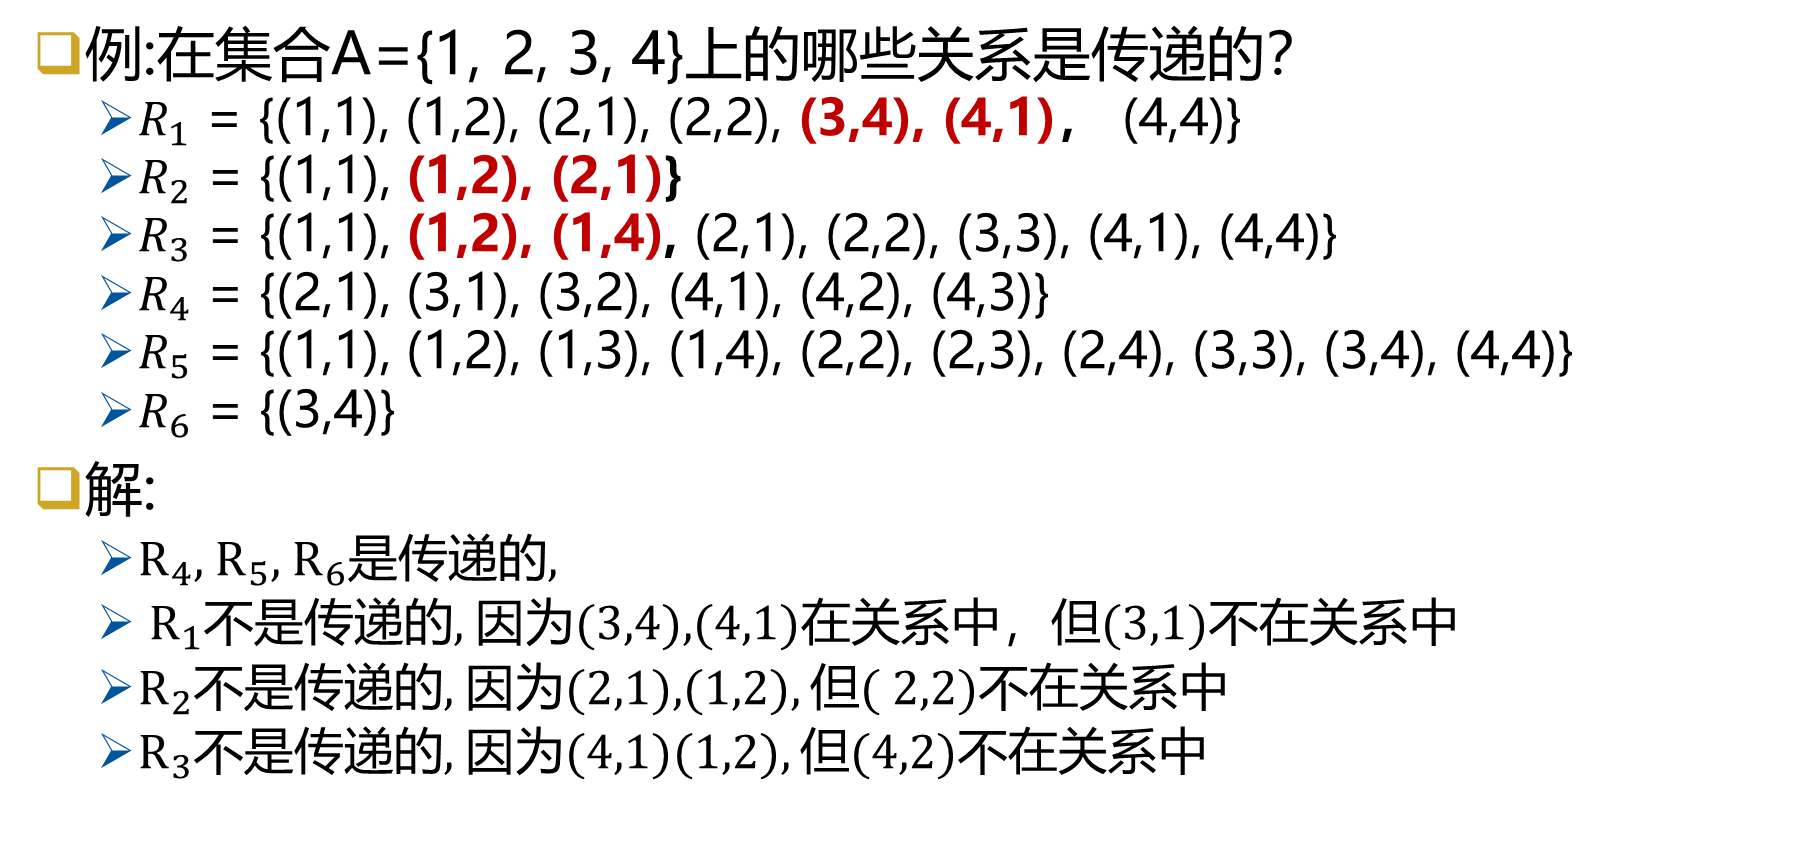 例:在集合A={1, 2, 3, 4}上的哪些关系是传递的?
R₁ = {(1,1), (1,2), (2,1), (2,2), (3,4), (4,1)， (4,4)}
R₂ = {(1,1), (1,2), (2,1)}
R₃ = {(1,1), (1,2), (1,4), (2,1), (2,2), (3,3), (4,1), (4,4)}
R₄ = {(2,1), (3,1), (3,2), (4,1), (4,2), (4,3)}
R₅ = {(1,1), (1,2), (1,3), (1,4), (2,2), (2,3), (2,4), (3,3), (3,4), (4,4)}
R₆ = {(3,4)}
解:
R₄, R₅, R₆是传递的,
R₁不是传递的, 因为(3,4),(4,1)在关系中，但(3,1)不在关系中
R₂不是传递的, 因为(2,1),(1,2), 但( 2,2)不在关系中
R₃不是传递的, 因为(4,1)(1,2), 但(4,2)不在关系中